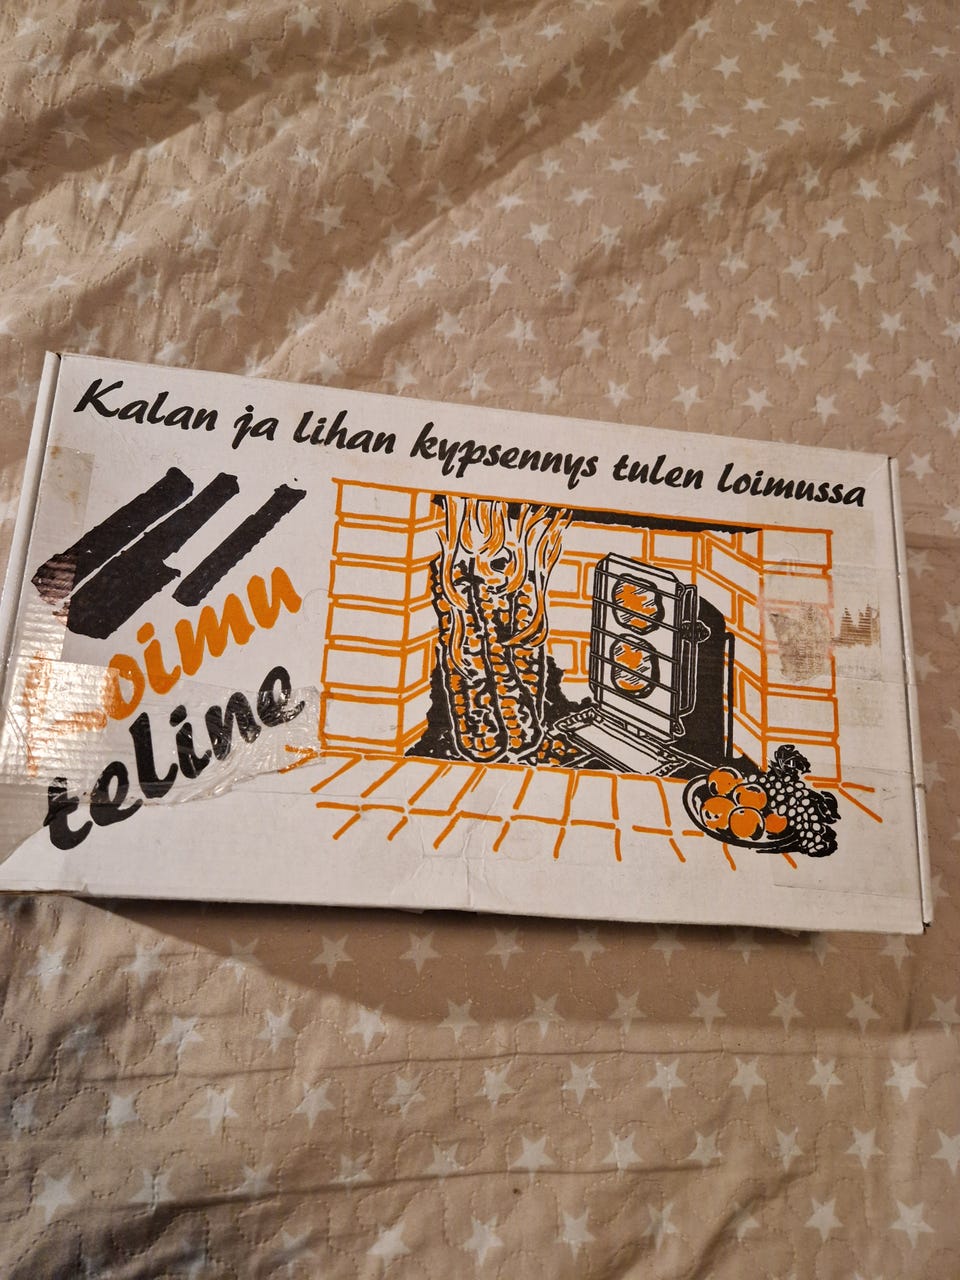 Kalan ja lihan kypsennys tulen loimussa
Loimu
teline